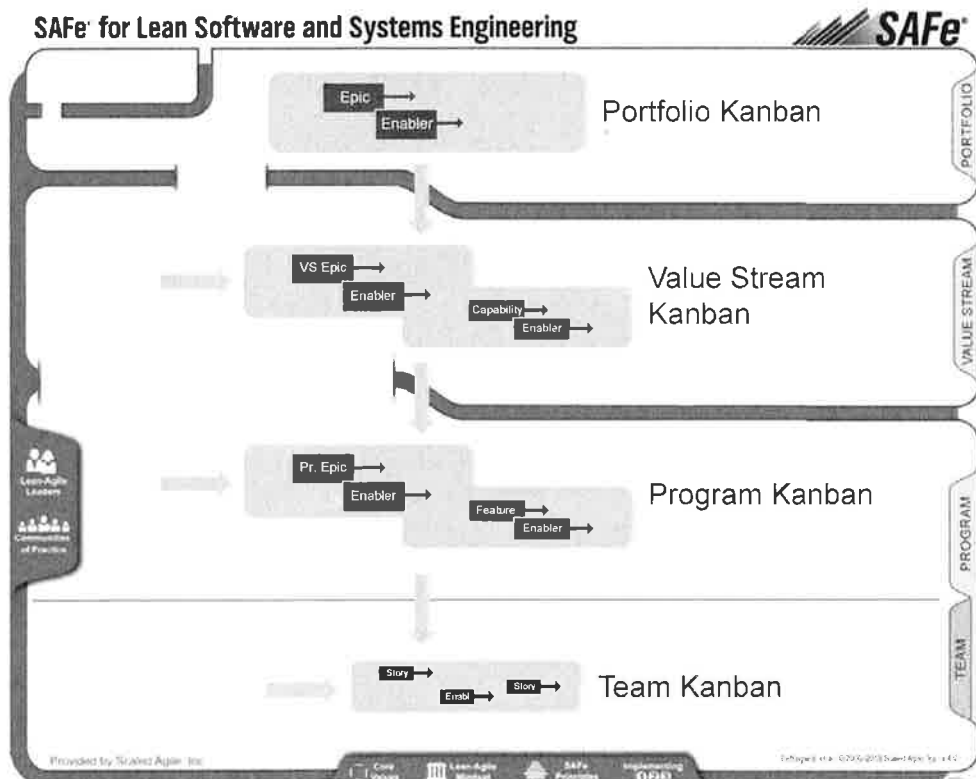 SAFe® for Lean Software and Systems Engineering
SAFe®
Epic
Enabler
Portfolio Kanban
PORTFOLIO
VS Epic
Enabler
Capability
Enabler
Value Stream
Kanban
VALUE STREAM
Pr. Epic
Enabler
Feature
Enabler
Program Kanban
PROGRAM
Lean-Agile
Leaders
Communities
of Practice
Story
Enabl
Story
Team Kanban
TEAM
Provided by Scaled Agile, Inc
Core
Values
Lean-Agile
Mindset
SAFe
Implementing